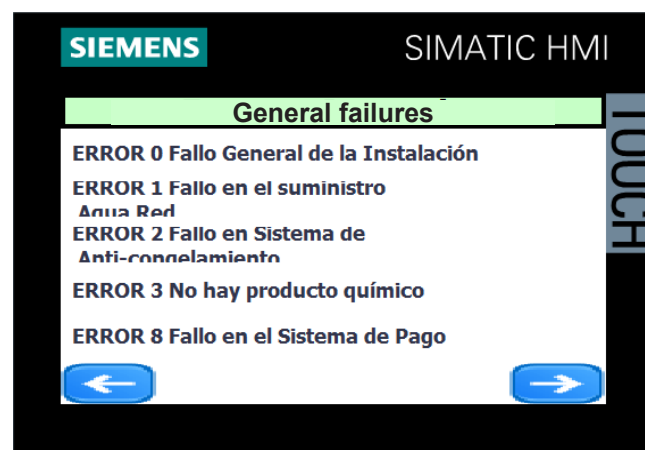 SIEMENS
SIMATIC HMI
TOUCH
General failures
ERROR 0 Fallo General de la Instalación
ERROR 1 Fallo en el suministro
Agua Red
ERROR 2 Fallo en Sistema de
Anti-congelamiento
ERROR 3 No hay producto químico
ERROR 8 Fallo en el Sistema de Pago